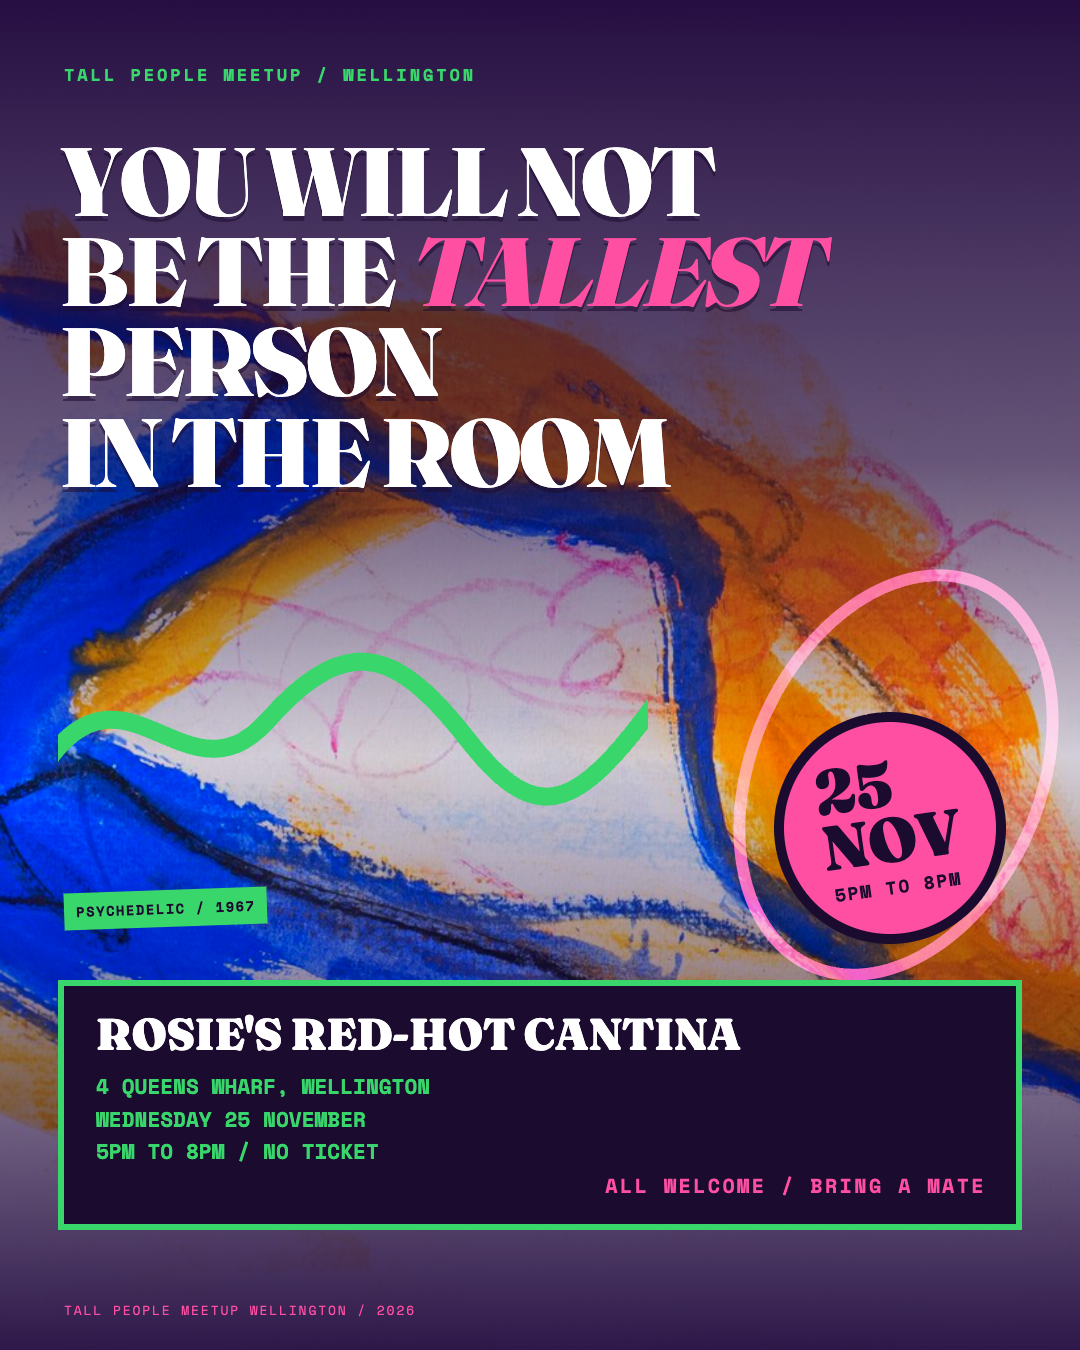 TALL PEOPLE MEETUP / WELLINGTON
YOU WILL NOT
BE THE TALLEST
PERSON
IN THE ROOM
25
NOV
5PM TO 8PM
PSYCHEDELIC / 1967
ROSIE'S RED-HOT CANTINA
4 QUEENS WHARF, WELLINGTON
WEDNESDAY 25 NOVEMBER
5PM TO 8PM / NO TICKET
ALL WELCOME / BRING A MATE
TALL PEOPLE MEETUP WELLINGTON / 2026